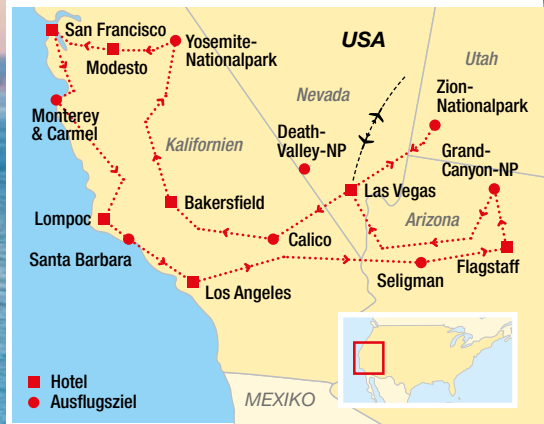 San Francisco
Modesto
Yosemite-
Nationalpark
USA
Utah
Nevada
Zion-
Nationalpark
Monterey
& Carmel
Kalifornien
Death-
Valley-NP
Grand-
Canyon-NP
Las Vegas
Bakersfield
Arizona
Lompoc
Calico
Santa Barbara
Los Angeles
Seligman
Flagstaff
Hotel
Ausflugsziel
MEXIKO